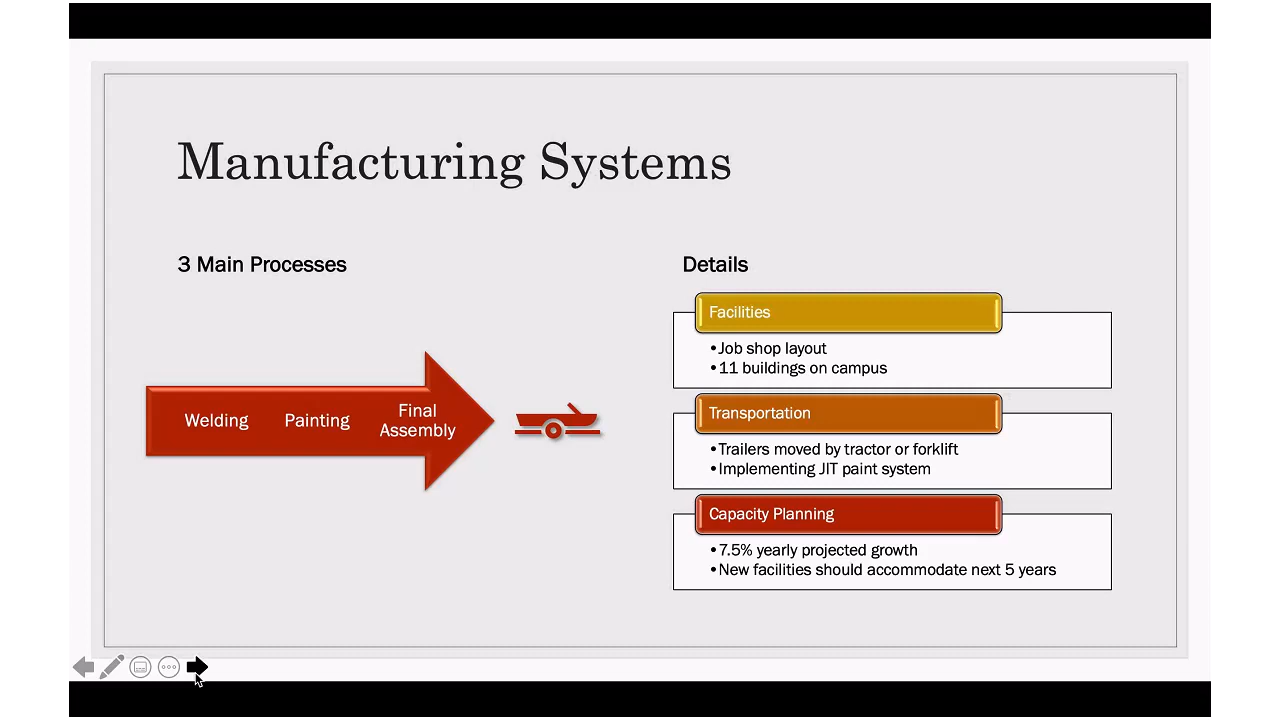 Manufacturing Systems
3 Main Processes
Welding
Painting
Final
Assembly
Details
Facilities
•Job shop layout
•11 buildings on campus
Transportation
•Trailers moved by tractor or forklift
•Implementing JIT paint system
Capacity Planning
•7.5% yearly projected growth
•New facilities should accommodate next 5 years